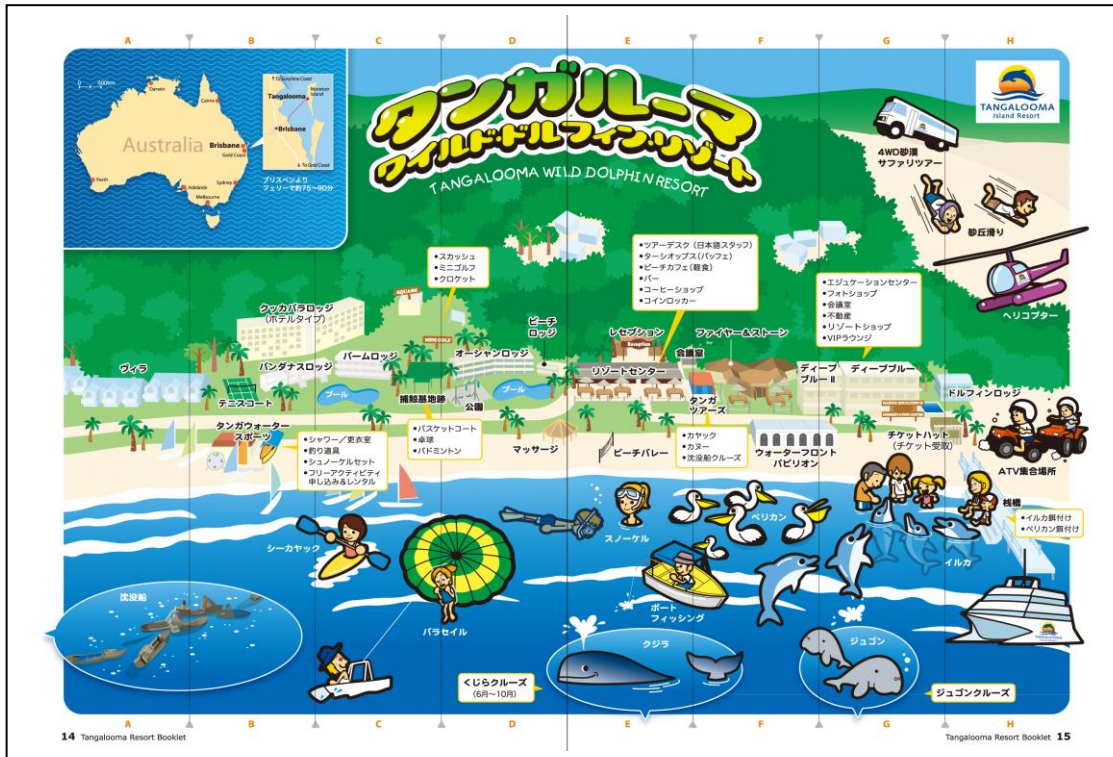 A B C D E F G H
0 500km
Darwin
Cairns
Australia
Brisbane
Gold Coast
Perth
Adelaide
Sydney
Melbourne
To Sunshine Coast
Moreton Island
Tangalooma
Brisbane
To Gold Coast
ブリスベンより
フェリーで約75〜90分
タンガルーマ
ワイルド・ドルフィン・リゾート
TANGALOOMA WILD DOLPHIN RESORT
TANGALOOMA
Island Resort
4WD砂漠
サファリツアー
砂丘滑り
ヘリコプター
•スカッシュ
•ミニゴルフ
•クロケット
•ツアーデスク(日本語スタッフ)
•ターシオップス(バッフェ)
•ビーチカフェ(軽食)
•バー
•コーヒーショップ
•コインロッカー
•エジュケーションセンター
•フォトショップ
•会議室
•不動産
•リゾートショップ
•VIPラウンジ
クッカバラロッジ
(ホテルタイプ)
SQUASH
MINI GOLF
ビーチ
ロッジ
レセプション
Reception
ファイヤー&ストーン
会議室
ヴィラ
バンダナスロッジ
パームロッジ
オーシャンロッジ
リゾートセンター
ディープ
ブルーⅡ
ディープブルー
ドルフィンロッジ
テニスコート
プール
捕鯨基地跡
公園
プール
タンガ
ツアーズ
タンガウォーター
スポーツ
•シャワー/更衣室
•釣り道具
•シュノーケルセット
•フリーアクティビティ
申し込み&レンタル
•バスケットコート
•卓球
•バドミントン
マッサージ
ビーチバレー
•カヤック
•カヌー
•沈没船クルーズ
ウォーターフロント
パビリオン
チケットハット
(チケット受取)
ATV集合場所
桟橋
•イルカ餌付け
•ペリカン餌付け
シーカヤック
スノーケル
ペリカン
イルカ
沈没船
パラセイル
ボート
フィッシング
クジラ
ジュゴン
くじらクルーズ
(6月〜10月)
ジュゴンクルーズ
TANGALOOMA
A B C D E F G H
14 Tangalooma Resort Booklet
Tangalooma Resort Booklet 15